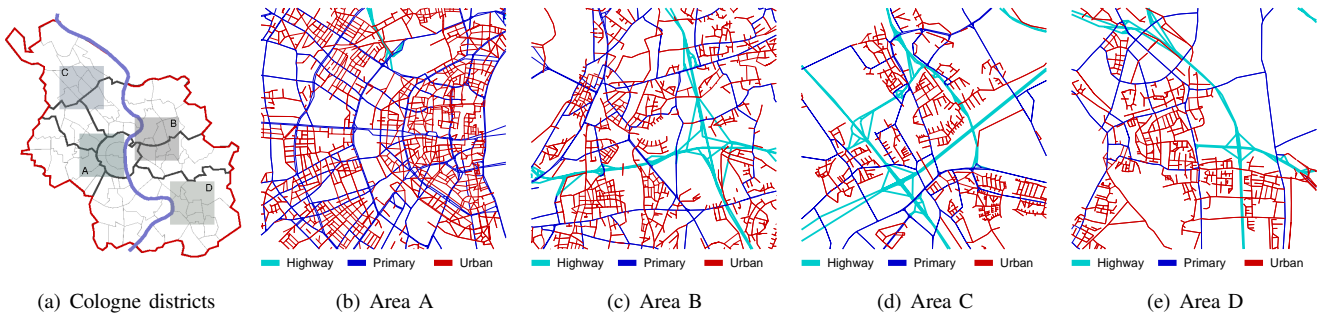 C
B
A
D
Highway Primary Urban
Highway Primary Urban
Highway Primary Urban
Highway Primary Urban
(a) Cologne districts
(b) Area A
(c) Area B
(d) Area C
(e) Area D